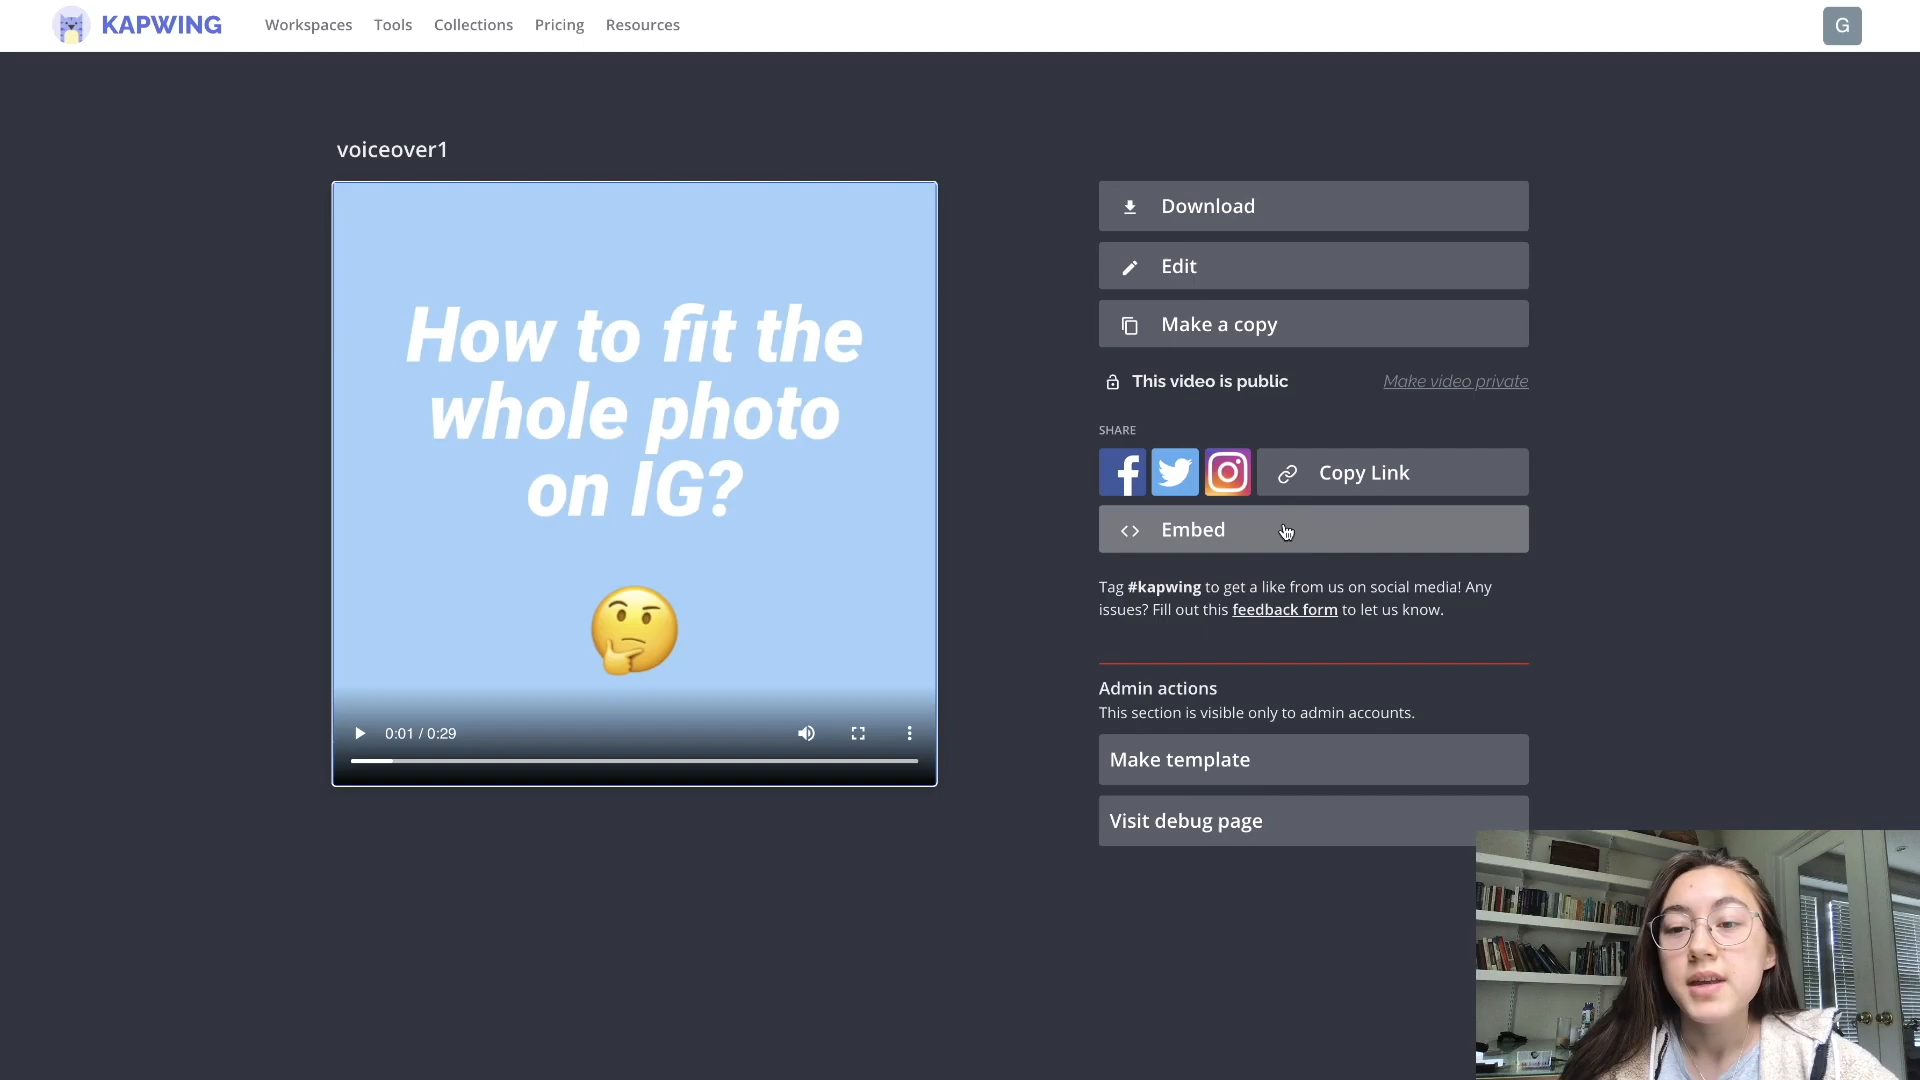 KAPWING
Workspaces
Tools
Collections
Pricing
Resources
G
voiceover1
How to fit the
whole photo
on IG?
0:01 / 0:29
Download
Edit
Make a copy
This video is public
Make video private
SHARE
Copy Link
Embed
Tag #kapwing to get a like from us on social media! Any
issues? Fill out this feedback form to let us know.
Admin actions
This section is visible only to admin accounts.
Make template
Visit debug page